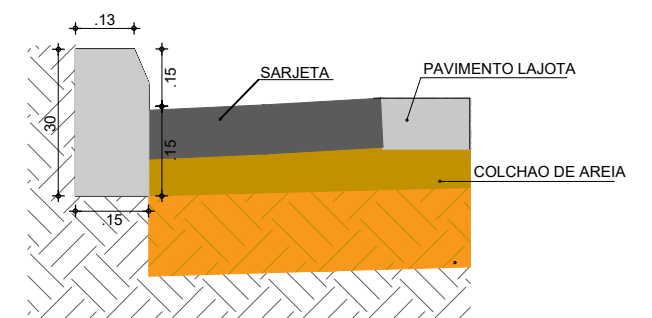 .13
SARJETA
PAVIMENTO LAJOTA
.15
30
.15
COLCHAO DE AREIA
.15